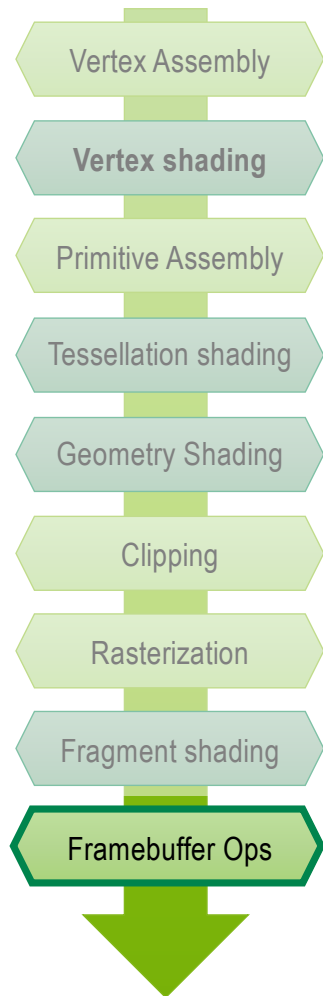 Vertex Assembly
Vertex shading
Primitive Assembly
Tessellation shading
Geometry Shading
Clipping
Rasterization
Fragment shading
Framebuffer Ops